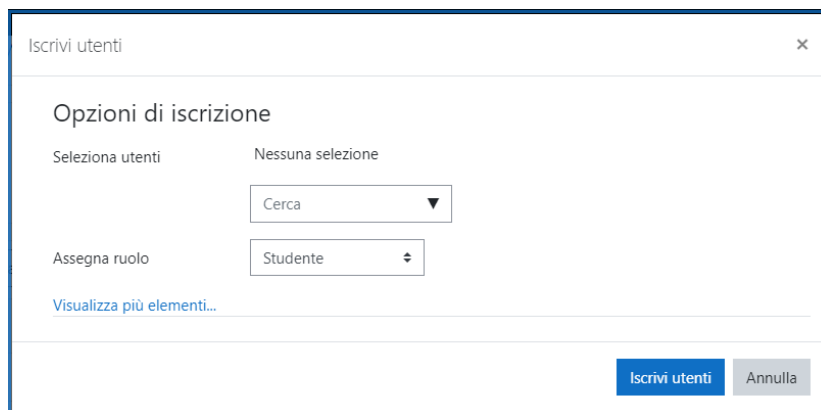 Iscrivi utenti ×
Opzioni di iscrizione
Seleziona utenti Nessuna selezione
Cerca
Assegna ruolo Studente
Visualizza più elementi...
Iscrivi utenti Annulla